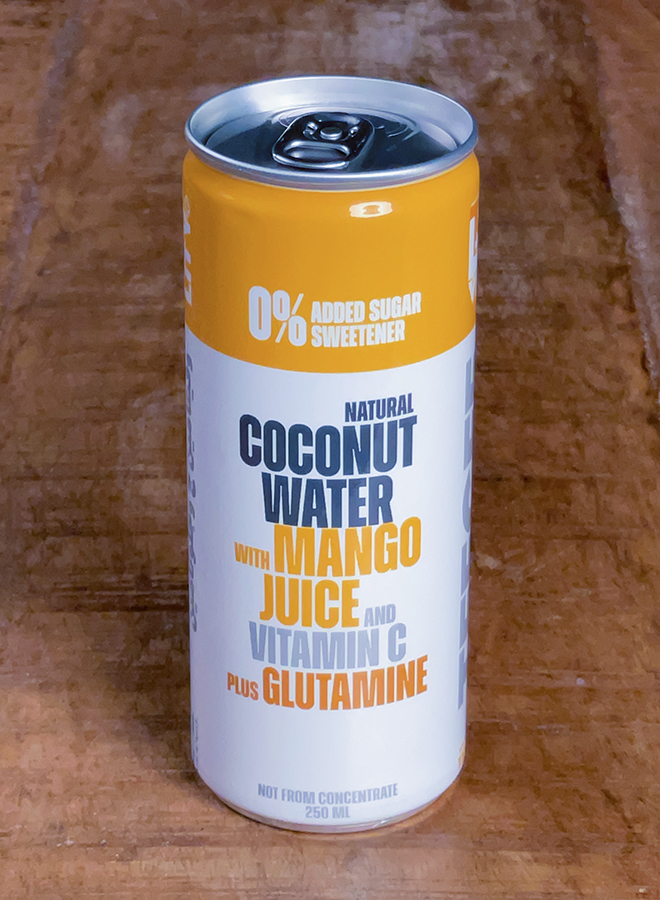 0% ADDED SUGAR
SWEETENER
NATURAL
COCONUT
WATER
WITH MANGO
JUICE AND
VITAMIN C
PLUS GLUTAMINE
NOT FROM CONCENTRATE
250 ML